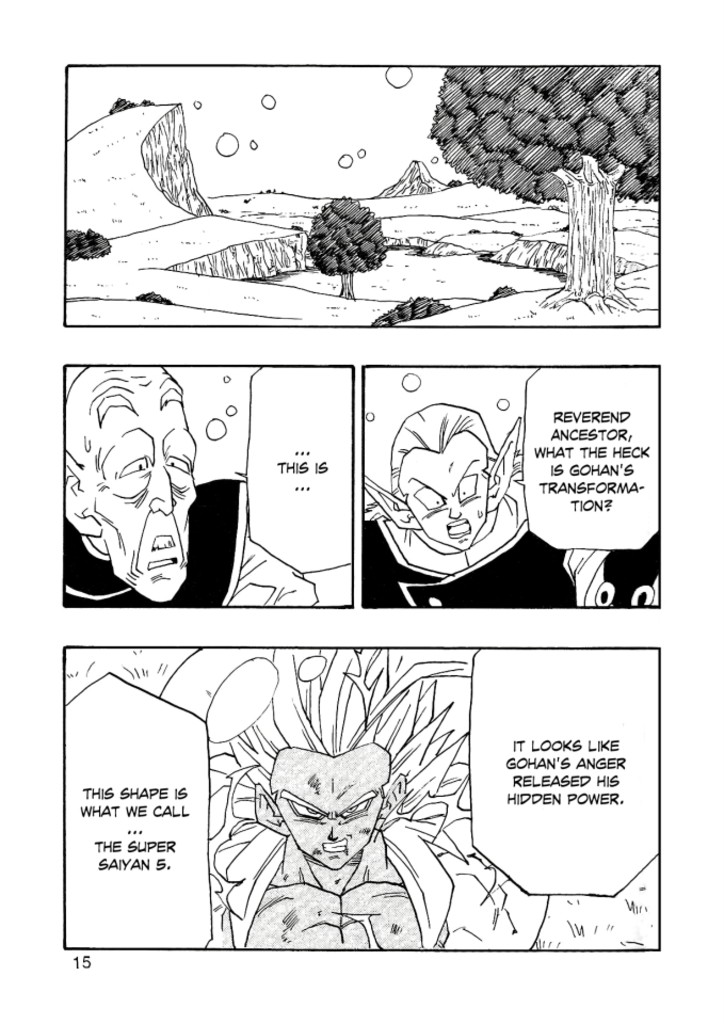 REVEREND
ANCESTOR,
WHAT THE HECK
IS GOHAN'S
TRANSFORMA-
TION?
...
THIS IS
...
IT LOOKS LIKE
GOHAN'S ANGER
RELEASED HIS
HIDDEN POWER.
THIS SHAPE IS
WHAT WE CALL
...
THE SUPER
SAIYAN 5.
15